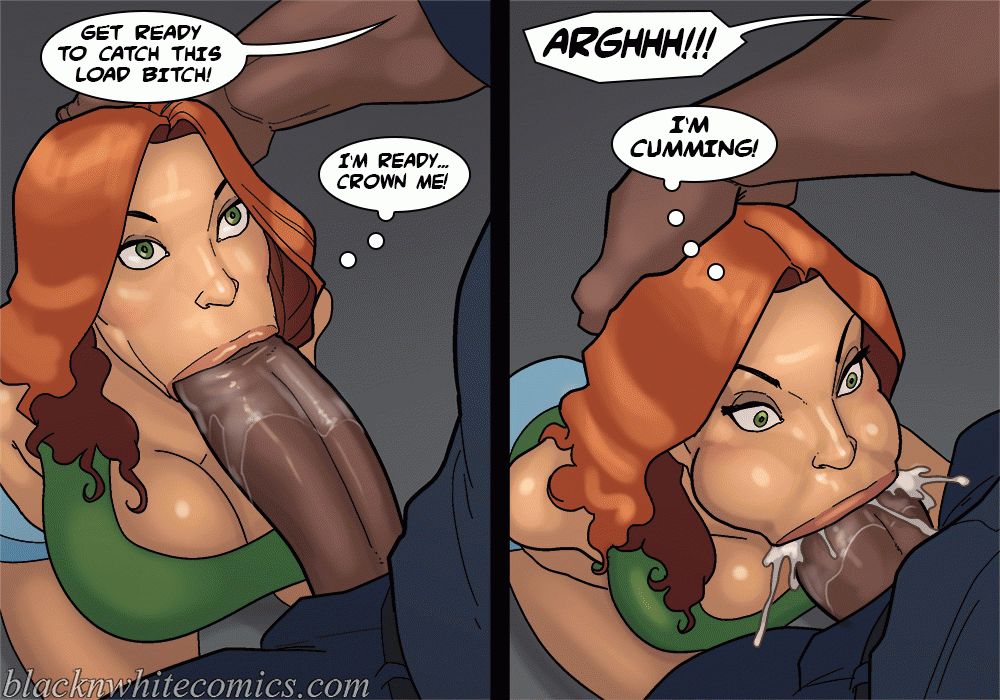 GET READY
TO CATCH THIS
LOAD BITCH!
I'M READY...
CROWN ME!
ARGHHH!!!
I'M
CUMMING!
blacknwhitecomics.com